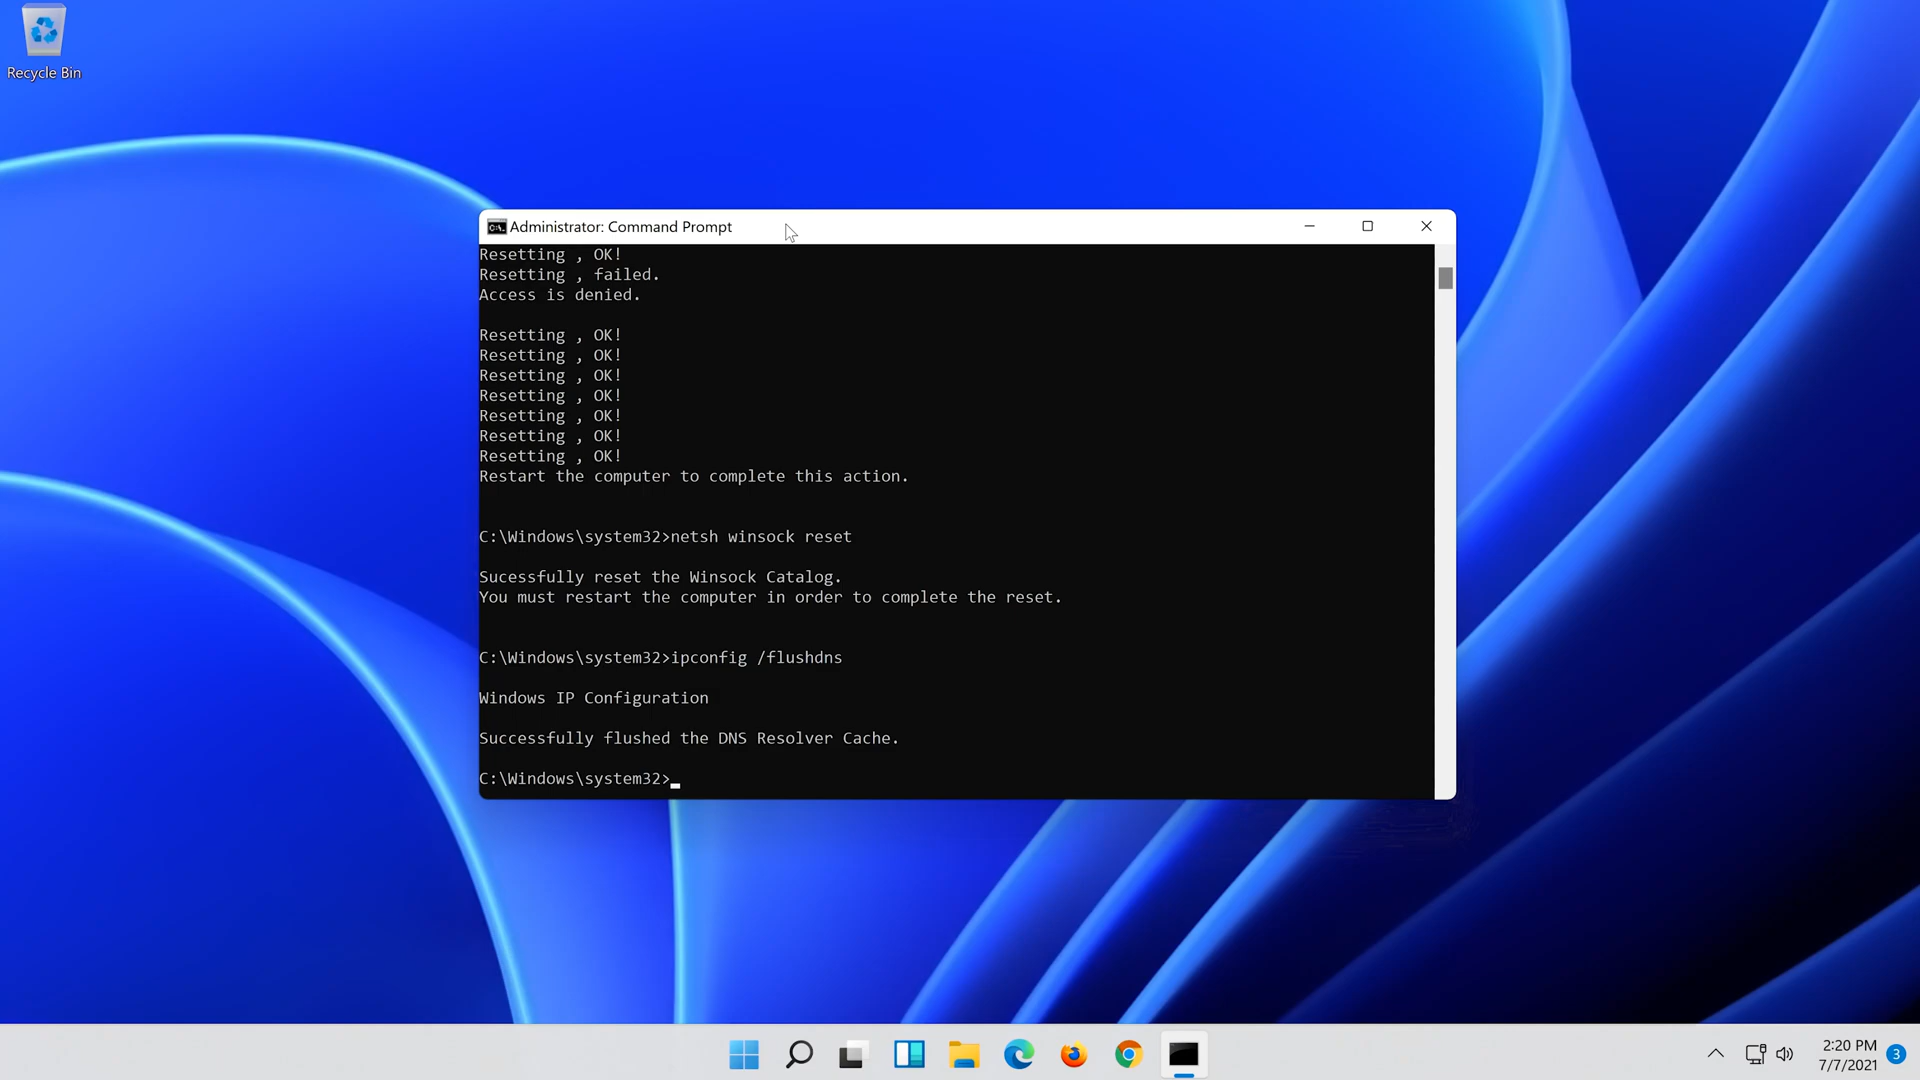 Recycle Bin
Administrator: Command Prompt
Resetting , OK!
Resetting , failed.
Access is denied.
Resetting , OK!
Resetting , OK!
Resetting , OK!
Resetting , OK!
Resetting , OK!
Resetting , OK!
Resetting , OK!
Restart the computer to complete this action.
C:\Windows\system32>netsh winsock reset
Sucessfully reset the Winsock Catalog.
You must restart the computer in order to complete the reset.
C:\Windows\system32>ipconfig /flushdns
Windows IP Configuration
Successfully flushed the DNS Resolver Cache.
C:\Windows\system32>_
2:20 PM
7/7/2021
3